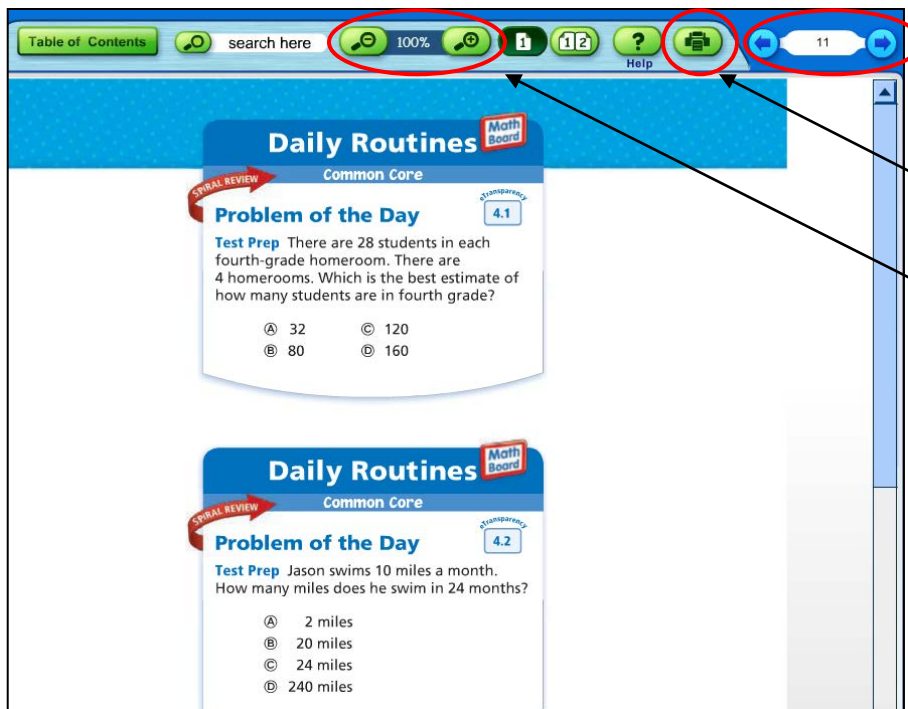 Table of Contents search here 100% 1 1 2 ? 11
Help
Daily Routines Math Board
Common Core
SPIRAL REVIEW
eTransparency
Problem of the Day 4.1
Test Prep There are 28 students in each
fourth-grade homeroom. There are
4 homerooms. Which is the best estimate of
how many students are in fourth grade?
Ⓐ 32 Ⓒ 120
Ⓑ 80 Ⓓ 160
Daily Routines Math Board
Common Core
SPIRAL REVIEW
eTransparency
Problem of the Day 4.2
Test Prep Jason swims 10 miles a month.
How many miles does he swim in 24 months?
Ⓐ 2 miles
Ⓑ 20 miles
Ⓒ 24 miles
Ⓓ 240 miles